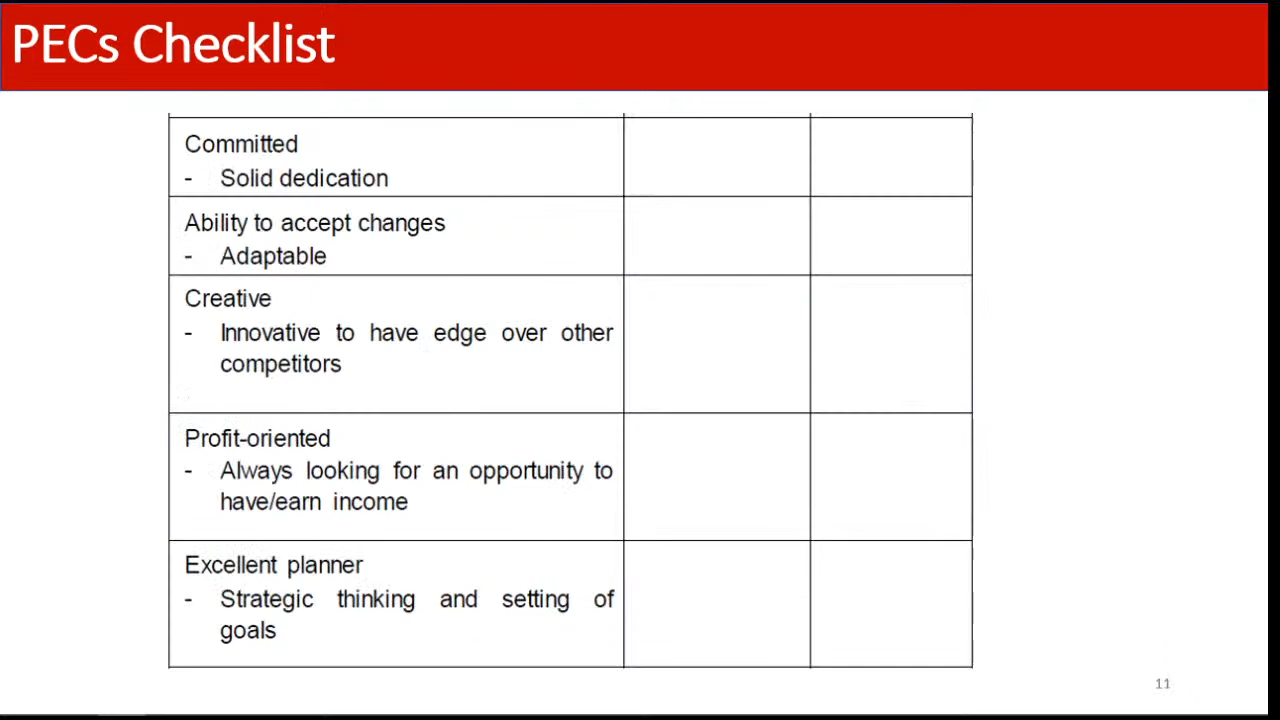 PECs Checklist
Committed
- Solid dedication
Ability to accept changes
- Adaptable
Creative
- Innovative to have edge over other
competitors
Profit-oriented
- Always looking for an opportunity to
have/earn income
Excellent planner
- Strategic thinking and setting of
goals
11